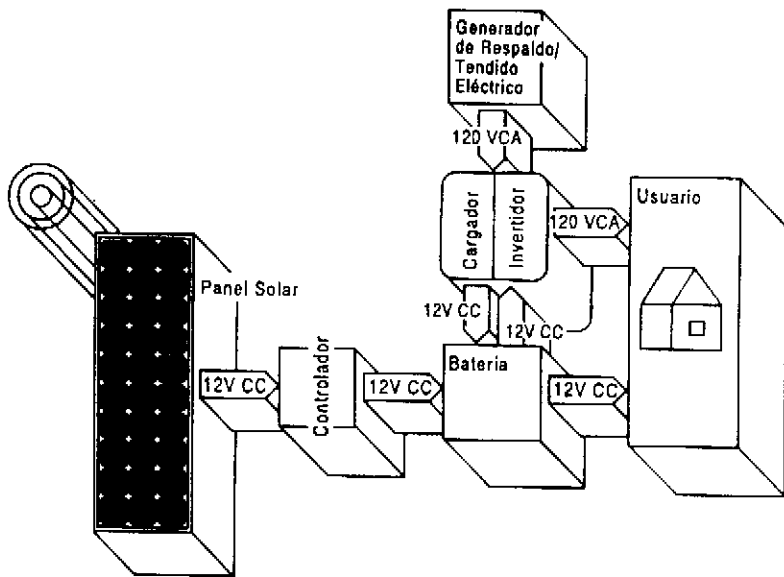 Generador
de Respaldo/
Tendido
Eléctrico
120 VCA
Cargador
Invertidor
120 VCA
Usuario
Panel Solar
12V CC
12V CC
Controlador
Bateria
12V CC
12V CC
12V CC